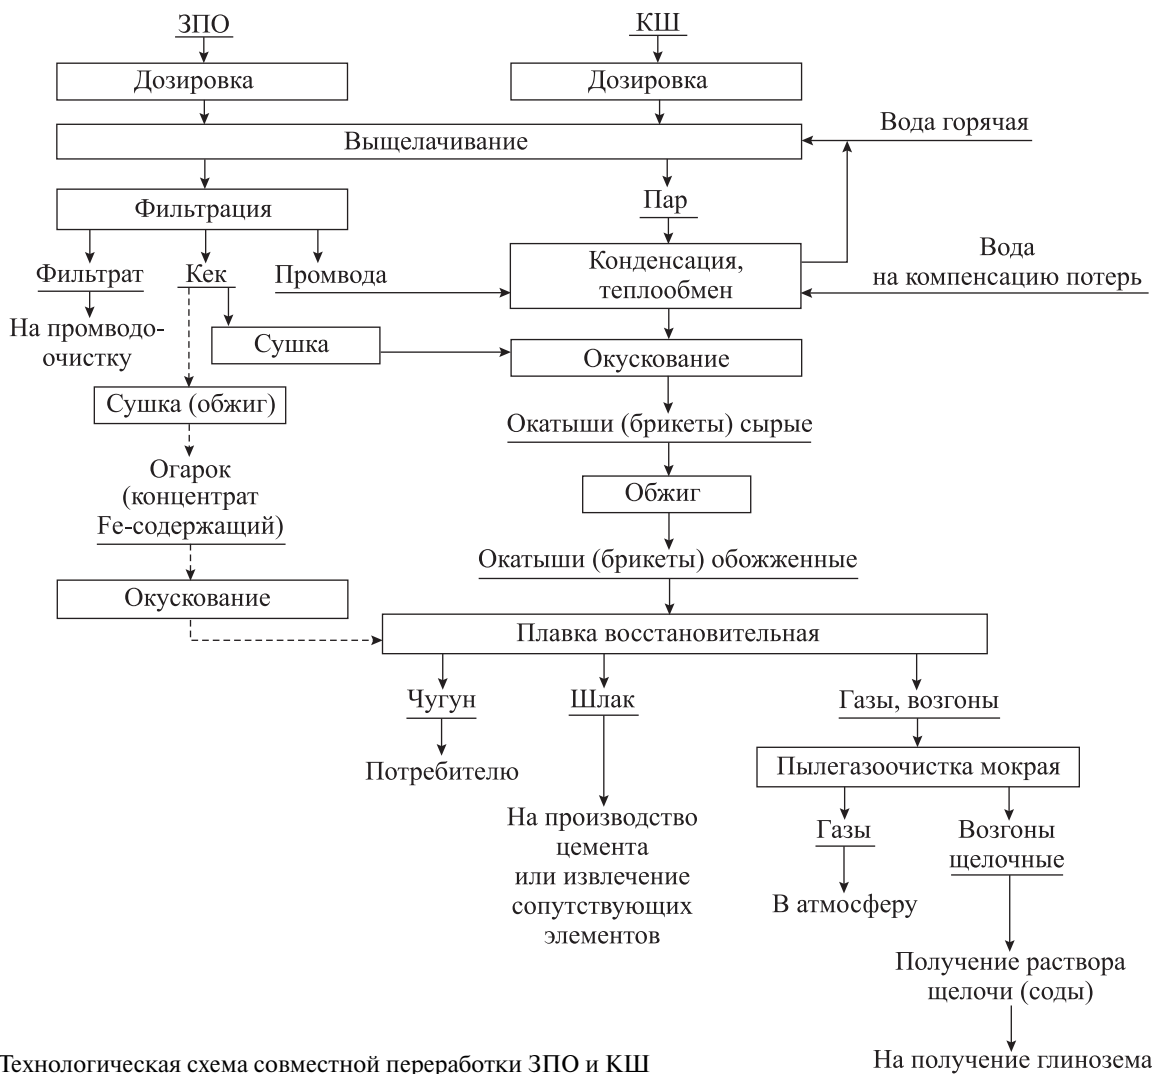 ЗПО
КШ
Дозировка
Дозировка
Вода горячая
Выщелачивание
Пар
Фильтрация
Вода
на компенсацию потерь
Конденсация,
теплообмен
Фильтрат
Кек
Промвода
На промводо-
очистку
Сушка
Окускование
Сушка (обжиг)
Окатыши (брикеты) сырые
Огарок
(концентрат
Fe-содержащий)
Обжиг
Окатыши (брикеты) обожженные
Окускование
Плавка восстановительная
Чугун
Шлак
Газы, возгоны
Потребителю
Пылегазоочистка мокрая
На производство
цемента
или извлечение
сопутствующих
элементов
Газы
Возгоны
щелочные
В атмосферу
Получение раствора
щелочи (соды)
На получение глинозема
Технологическая схема совместной переработки ЗПО и КШ